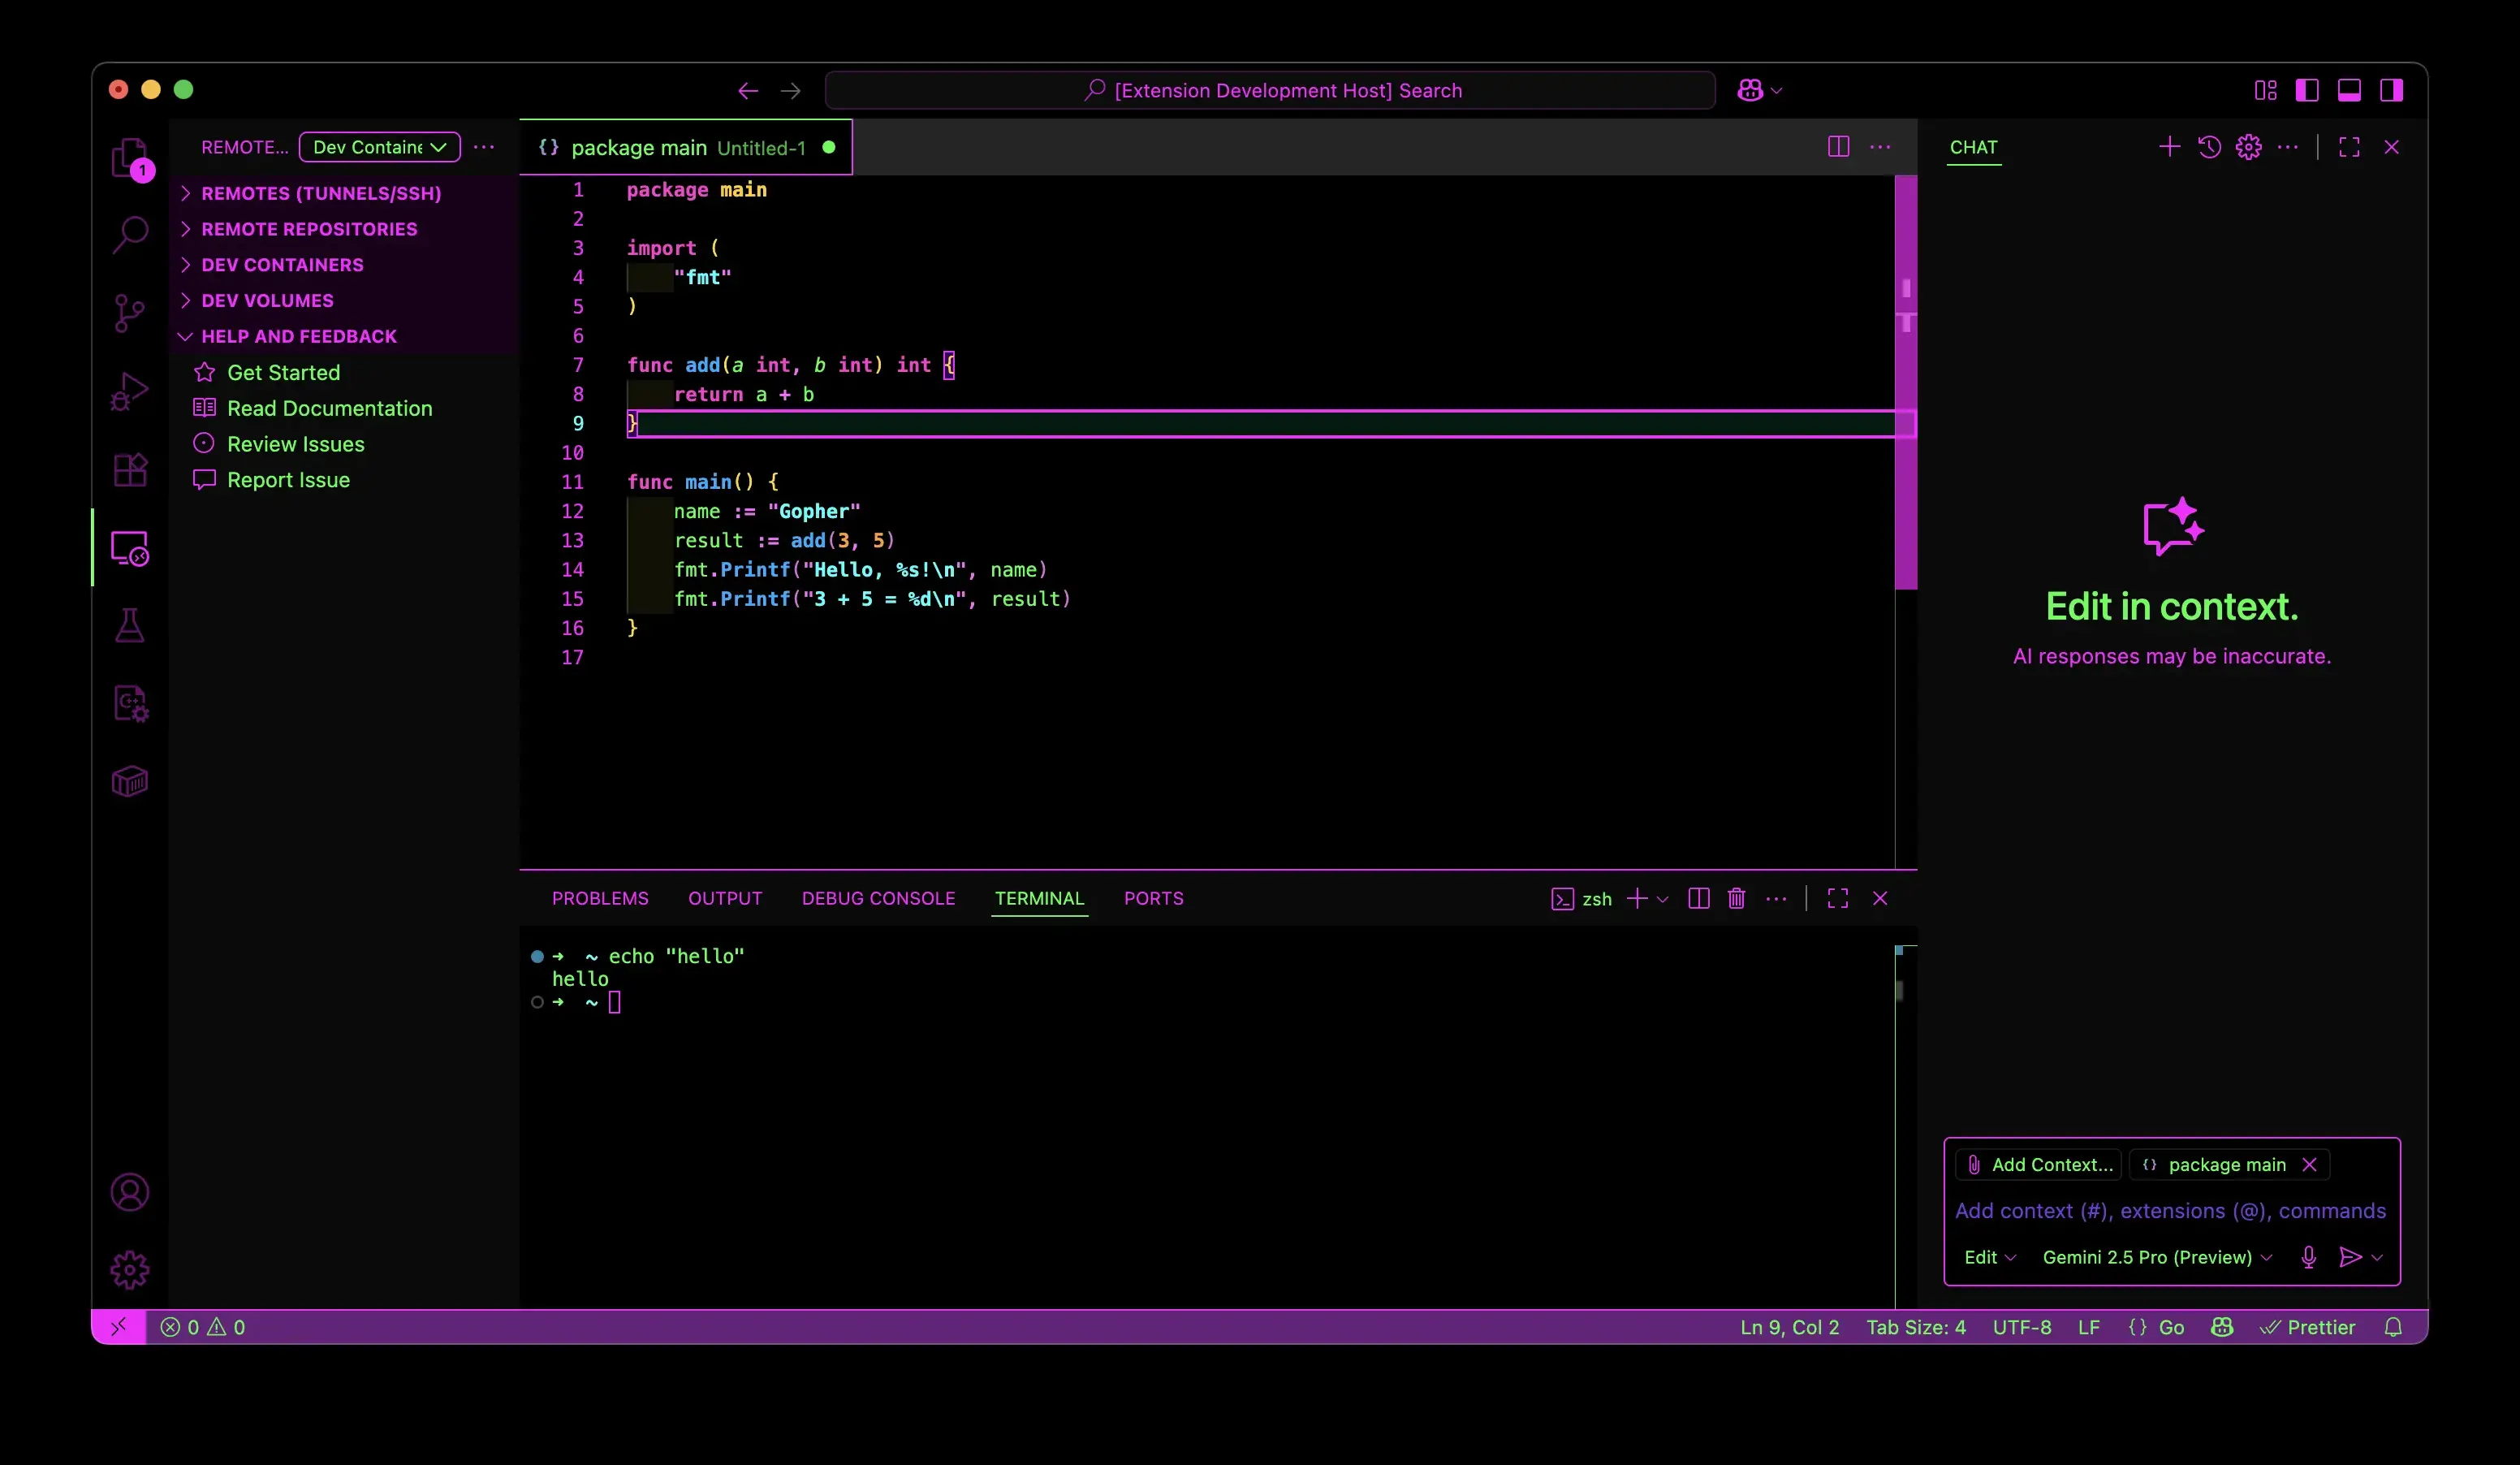 [Extension Development Host] Search
1
REMOTE... Dev Containe
REMOTES (TUNNELS/SSH)
REMOTE REPOSITORIES
DEV CONTAINERS
DEV VOLUMES
HELP AND FEEDBACK
Get Started
Read Documentation
Review Issues
Report Issue
{} package main Untitled-1
1 package main
2
3 import (
4     "fmt"
5 )
6
7 func add(a int, b int) int {
8     return a + b
9 }
10
11 func main() {
12     name := "Gopher"
13     result := add(3, 5)
14     fmt.Printf("Hello, %s!\n", name)
15     fmt.Printf("3 + 5 = %d\n", result)
16 }
17
PROBLEMS OUTPUT DEBUG CONSOLE TERMINAL PORTS
zsh
➜ ~ echo "hello"
hello
➜ ~
CHAT
Edit in context.
AI responses may be inaccurate.
Add Context... {} package main
Add context (#), extensions (@), commands
Edit Gemini 2.5 Pro (Preview)
0 0
Ln 9, Col 2 Tab Size: 4 UTF-8 LF {} Go Prettier